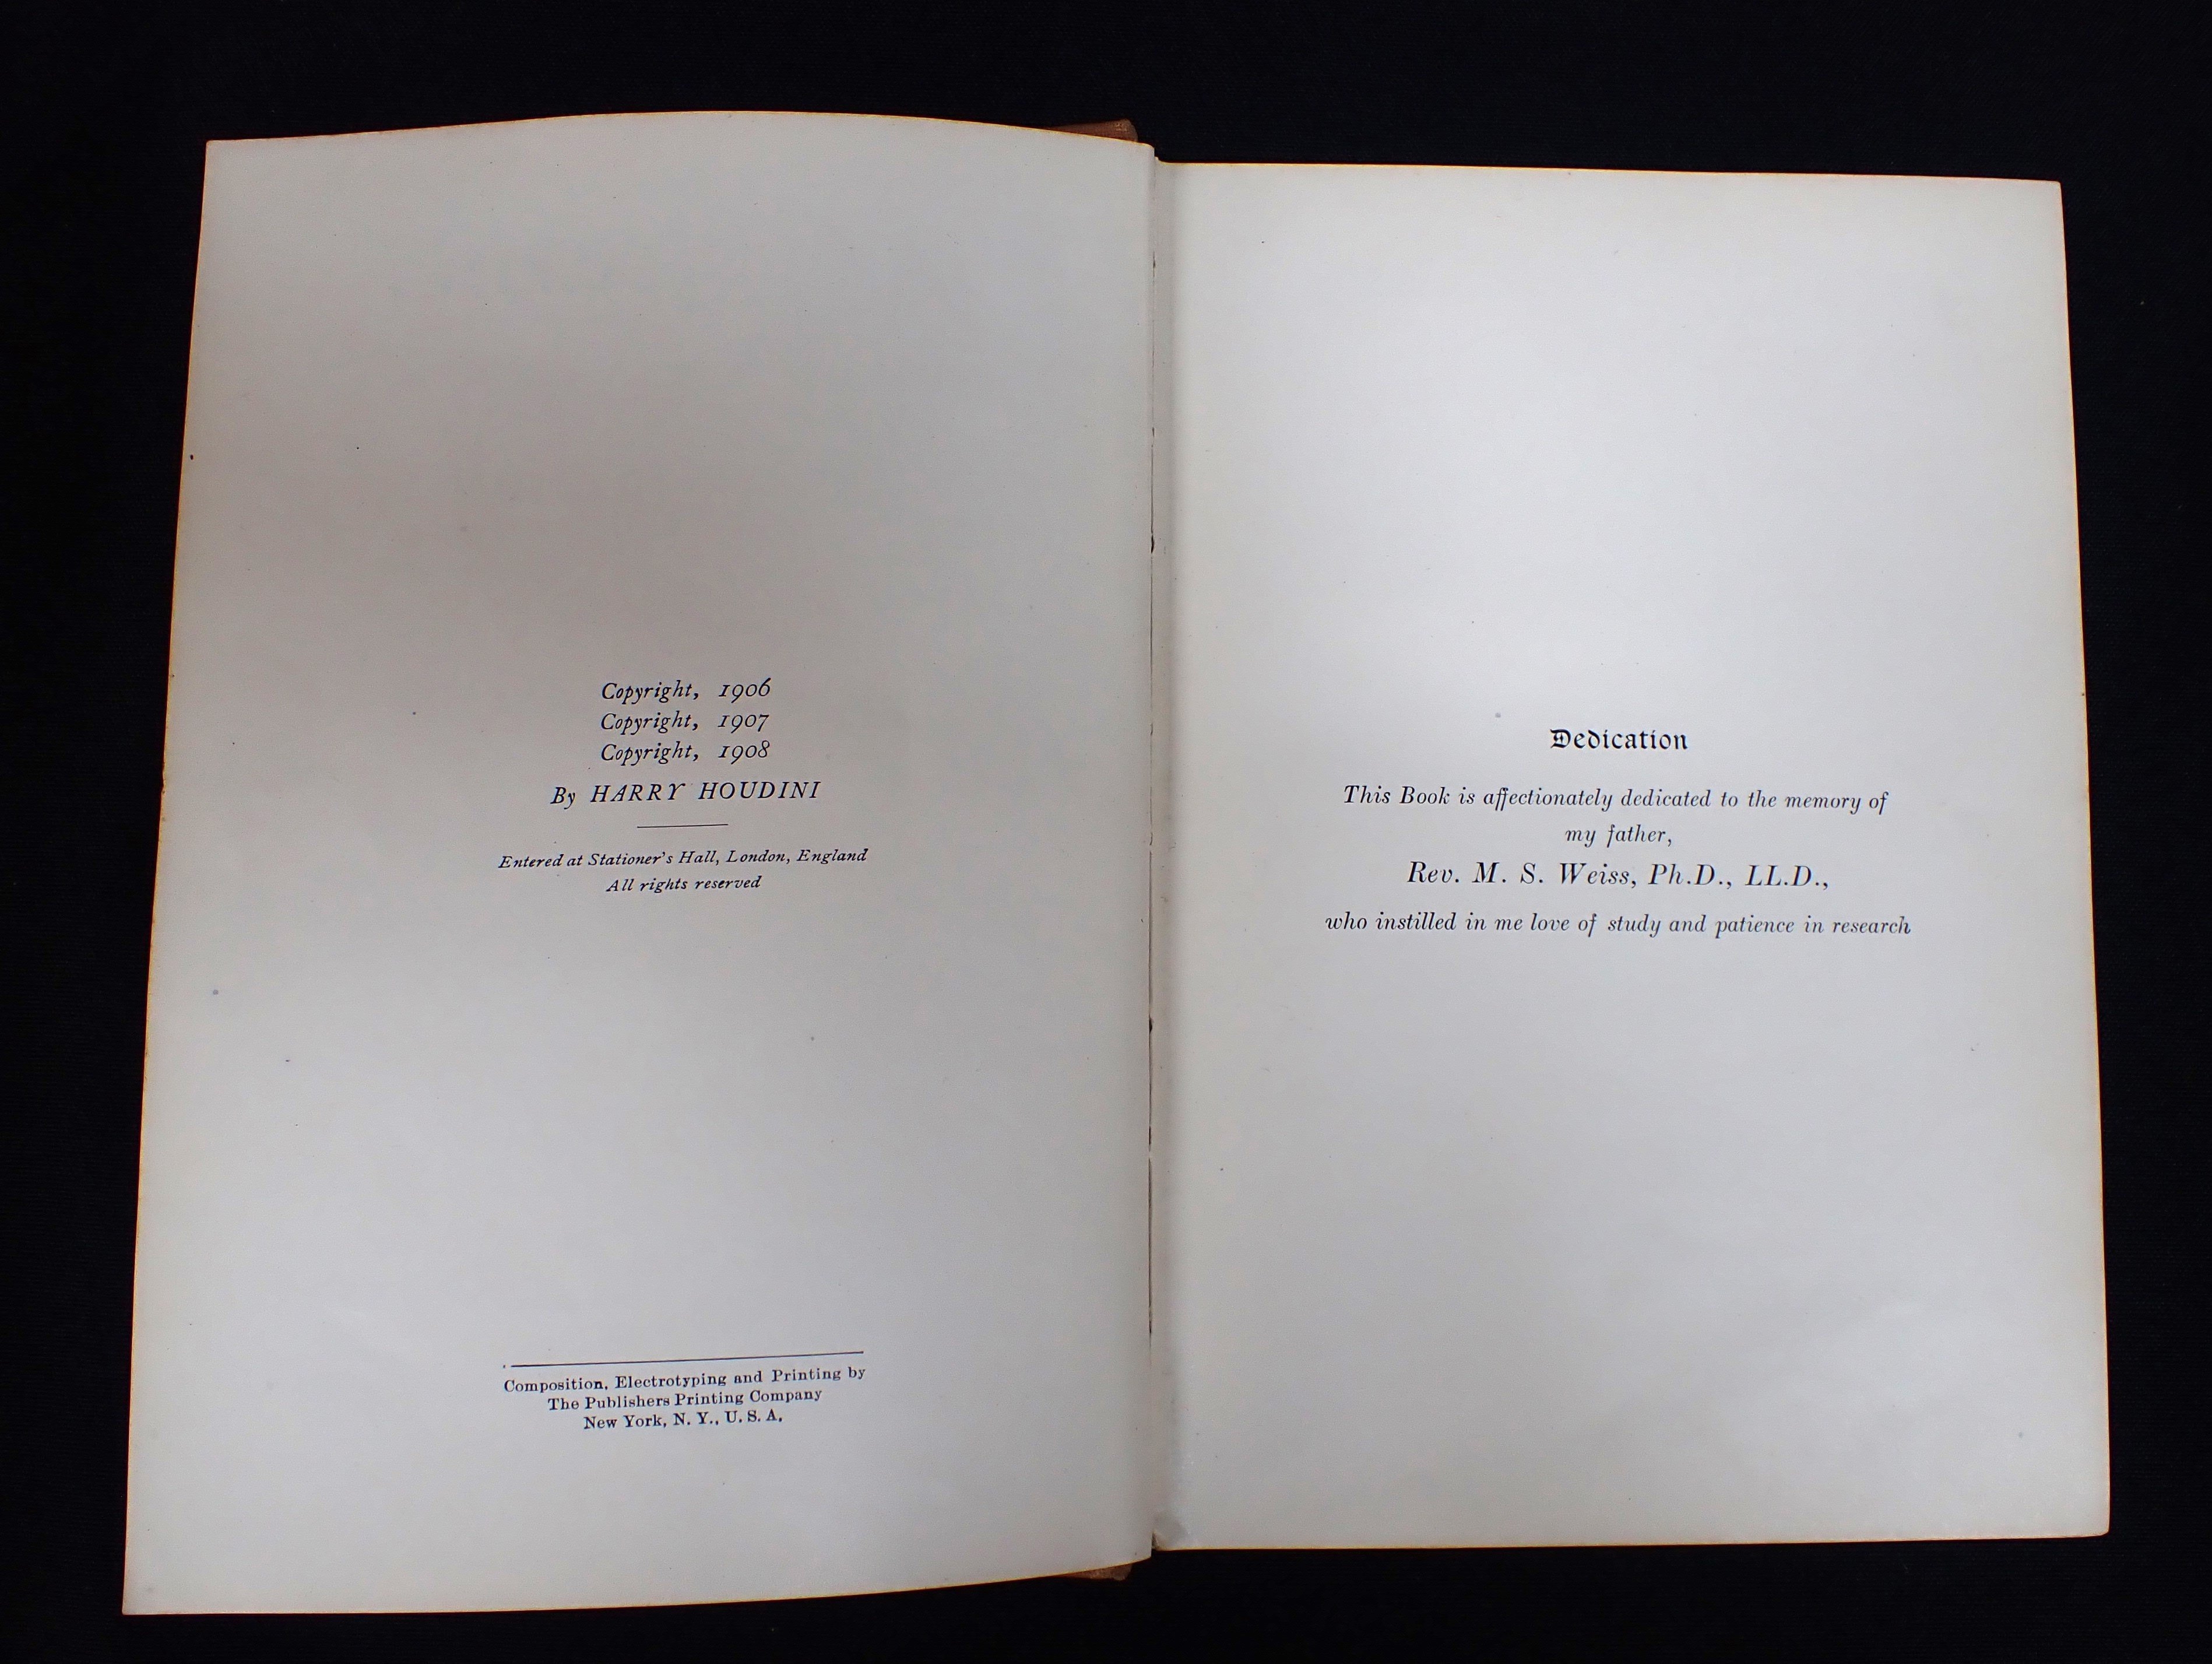 Copyright, 1906
Copyright, 1907
Copyright, 1908
By HARRY HOUDINI
Entered at Stationer's Hall, London, England
All rights reserved
Composition, Electrotyping and Printing by
The Publishers Printing Company
New York, N. Y., U. S. A.
Dedication
This Book is affectionately dedicated to the memory of
my father,
Rev. M. S. Weiss, Ph.D., LL.D.,
who instilled in me love of study and patience in research